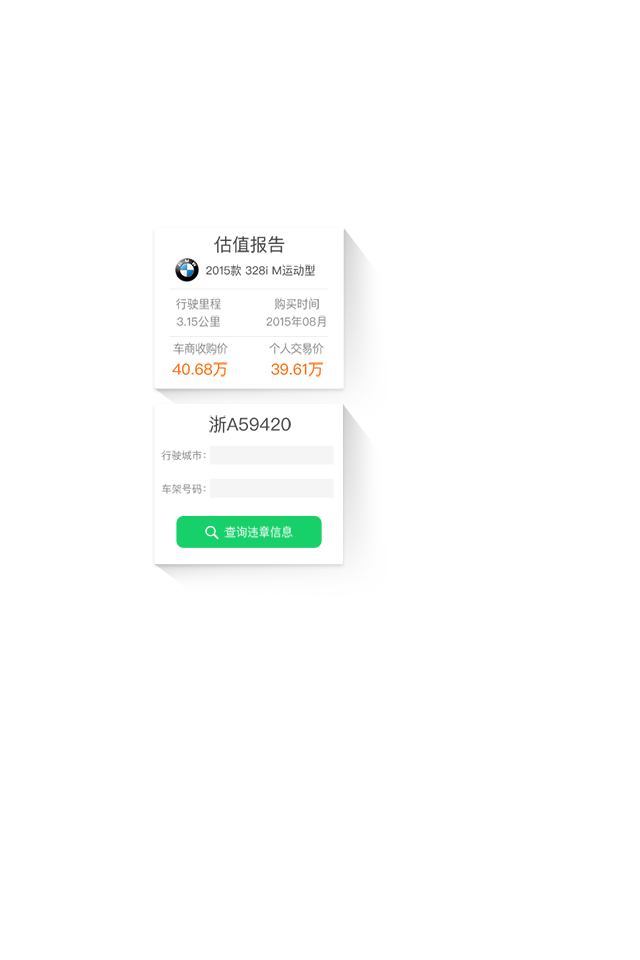 估值报告
2015款 328i M运动型
行驶里程 购买时间
3.15公里 2015年08月
车商收购价 个人交易价
40.68万 39.61万
浙A59420
行驶城市：
车架号码：
查询违章信息